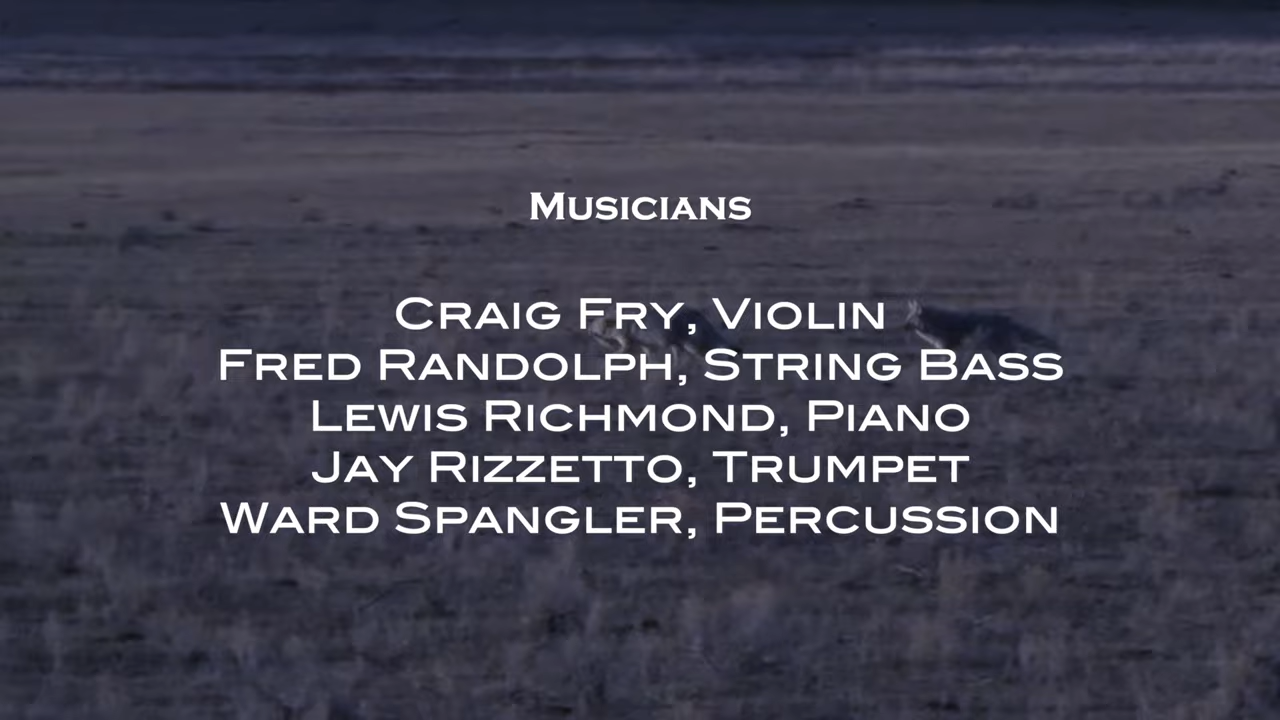 Musicians
Craig Fry, Violin
Fred Randolph, String Bass
Lewis Richmond, Piano
Jay Rizzetto, Trumpet
Ward Spangler, Percussion